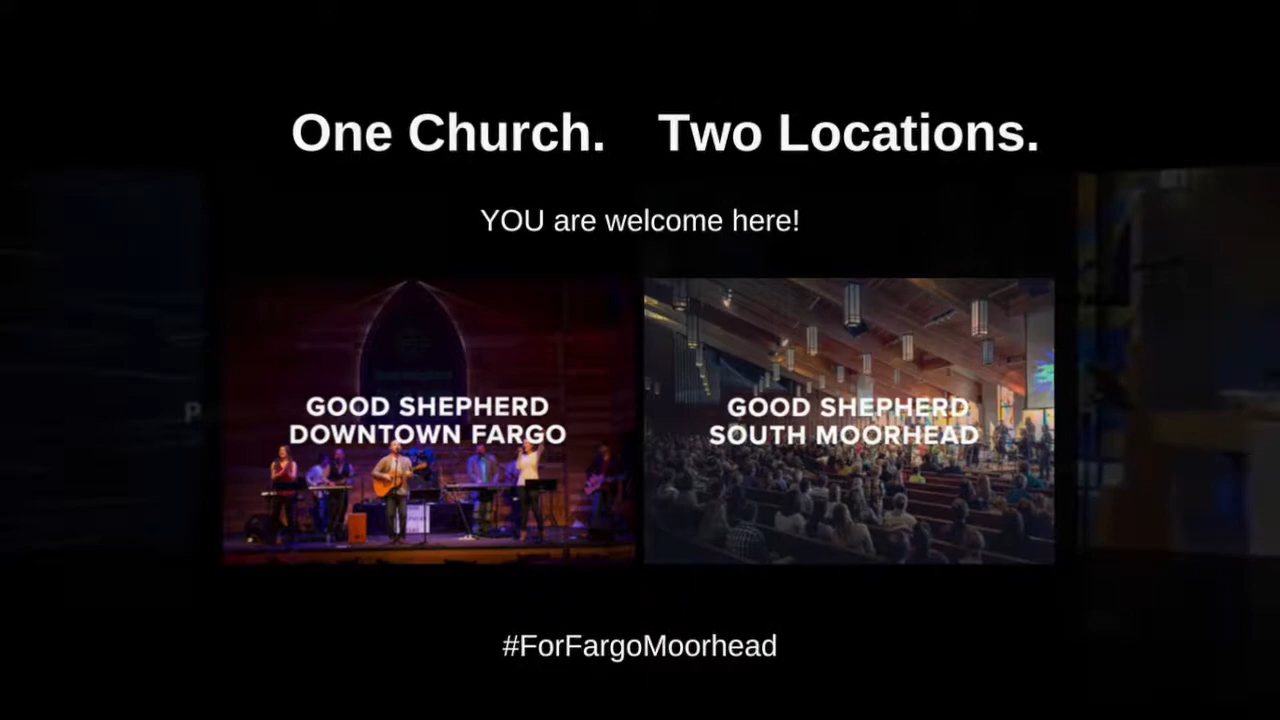 One Church. Two Locations.
YOU are welcome here!
GOOD SHEPHERD
DOWNTOWN FARGO
GOOD SHEPHERD
SOUTH MOORHEAD
#ForFargoMoorhead